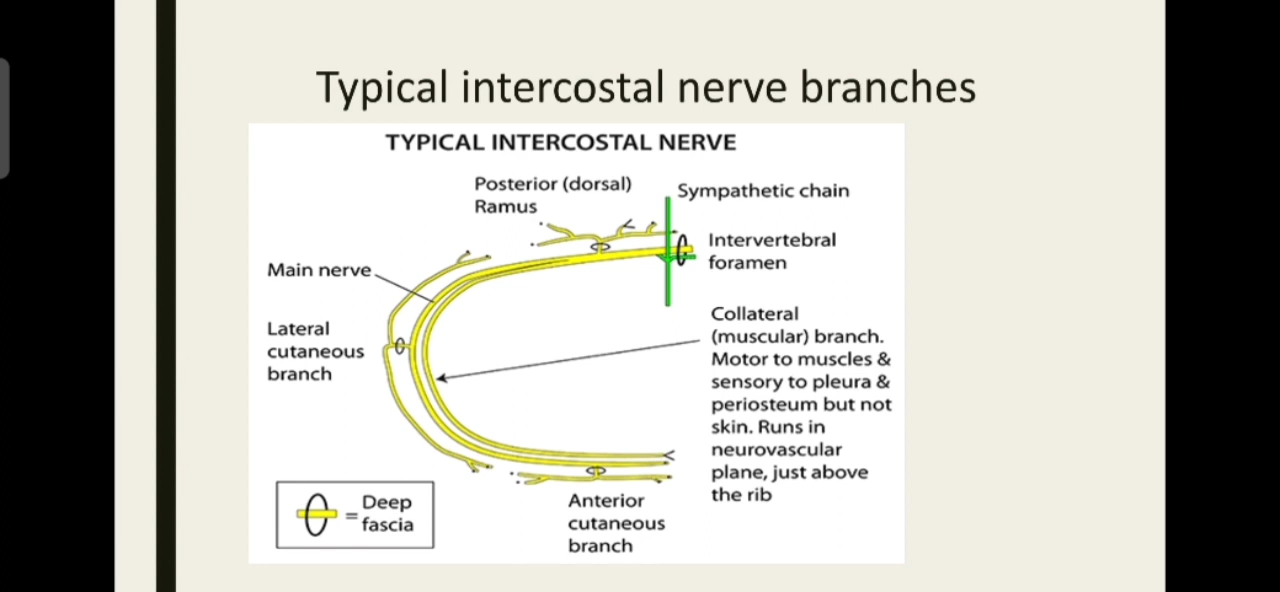 Typical intercostal nerve branches
TYPICAL INTERCOSTAL NERVE
Posterior (dorsal)
Ramus
Sympathetic chain
Intervertebral
foramen
Main nerve
Lateral
cutaneous
branch
Collateral
(muscular) branch.
Motor to muscles &
sensory to pleura &
periosteum but not
skin. Runs in
neurovascular
plane, just above
the rib
Anterior
cutaneous
branch
= Deep
fascia